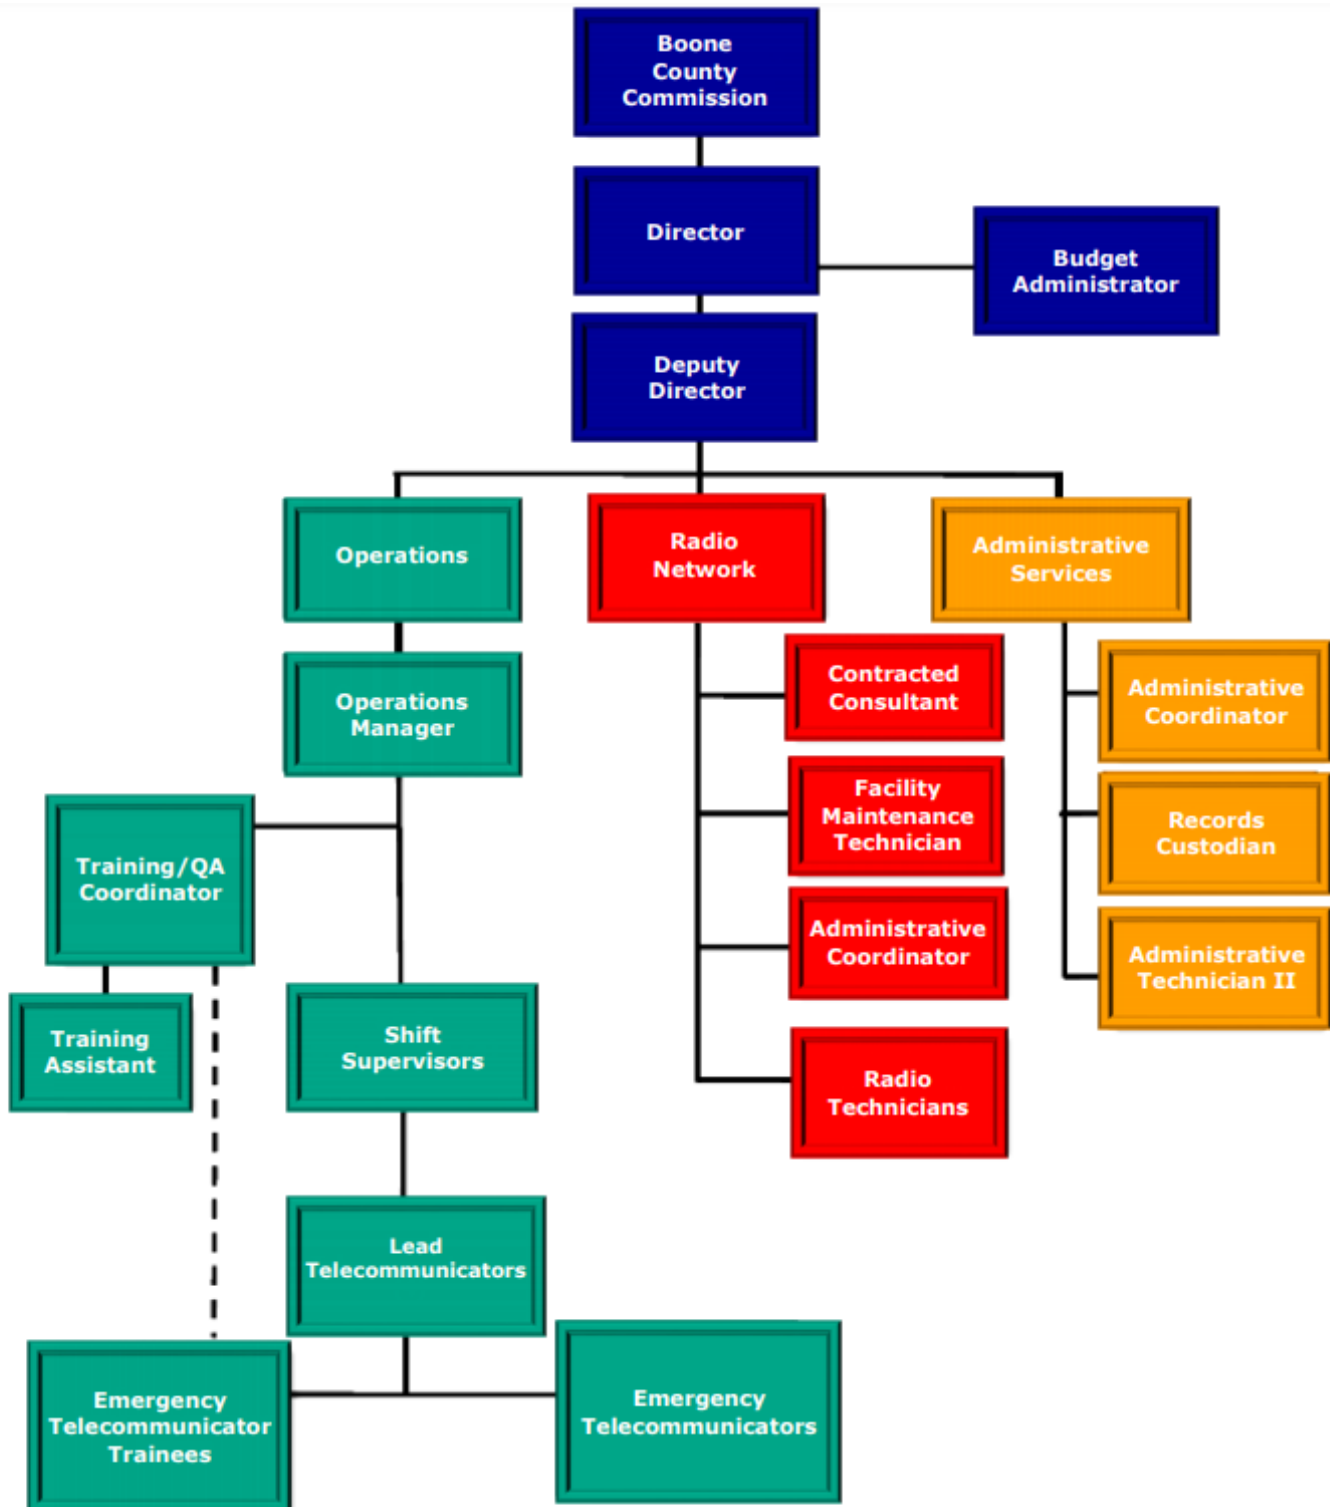 Boone
County
Commission
Director
Budget
Administrator
Deputy
Director
Operations
Radio
Network
Administrative
Services
Operations
Manager
Contracted
Consultant
Administrative
Coordinator
Facility
Maintenance
Technician
Records
Custodian
Training/QA
Coordinator
Administrative
Coordinator
Administrative
Technician II
Training
Assistant
Shift
Supervisors
Radio
Technicians
Lead
Telecommunicators
Emergency
Telecommunicator
Trainees
Emergency
Telecommunicators